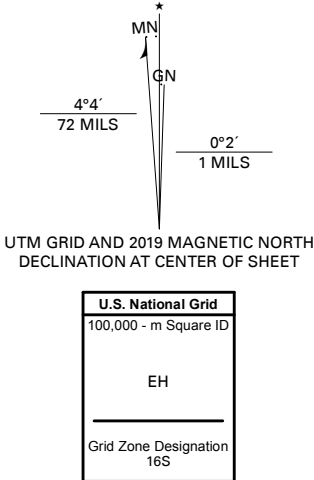 ★
MN
GN
4°4´
72 MILS
0°2´
1 MILS
UTM GRID AND 2019 MAGNETIC NORTH
DECLINATION AT CENTER OF SHEET
U.S. National Grid
100,000 - m Square ID
EH
Grid Zone Designation
16S